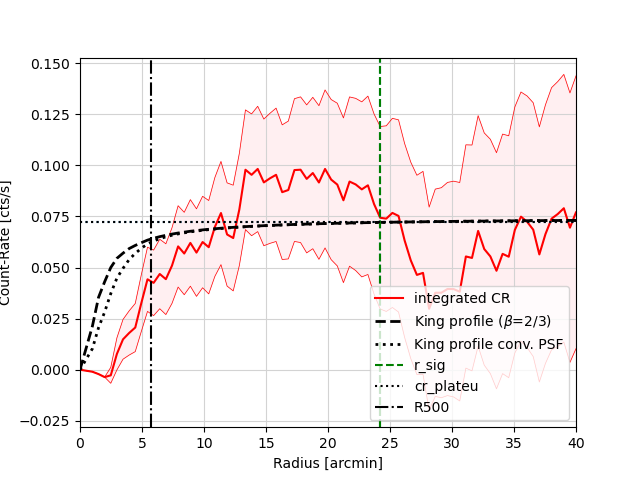 0.150
0.125
0.100
0.075
0.050
0.025
0.000
−0.025
Count-Rate [cts/s]
0 5 10 15 20 25 30 35 40
Radius [arcmin]
integrated CR
King profile (β=2/3)
King profile conv. PSF
r_sig
cr_plateu
R500